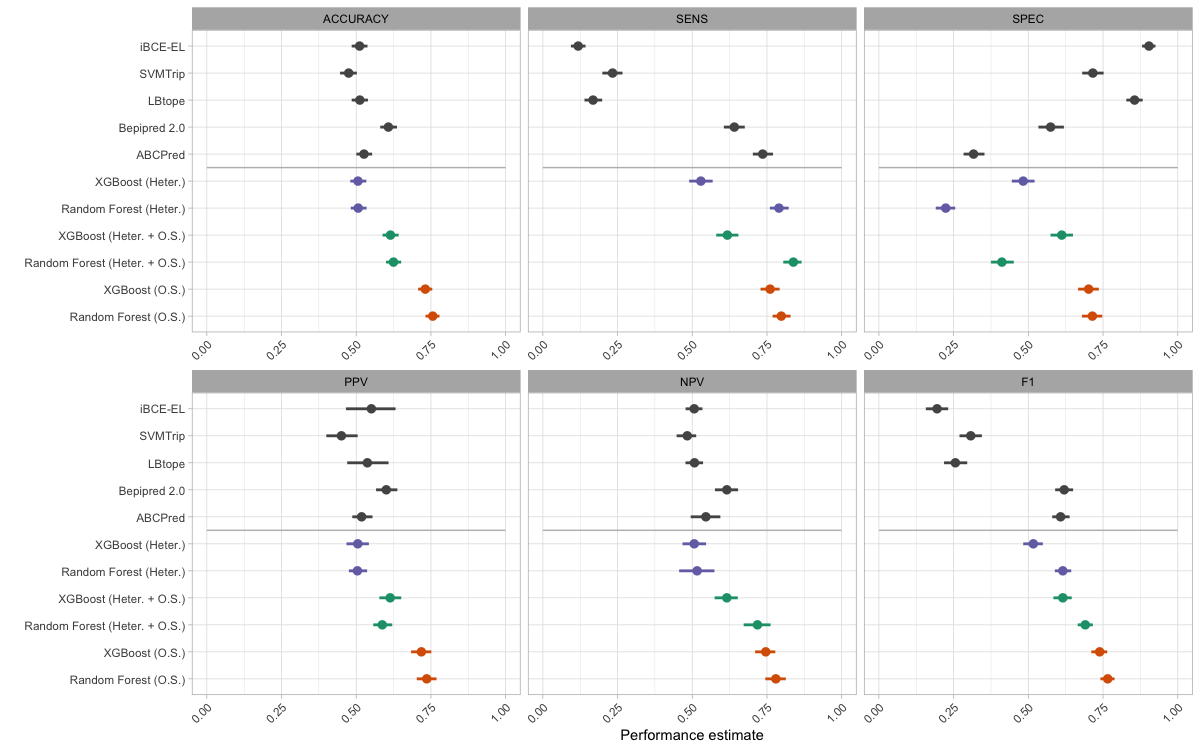 ACCURACY SENS SPEC
iBCE-EL
SVMTrip
LBtope
Bepipred 2.0
ABCPred
XGBoost (Heter.)
Random Forest (Heter.)
XGBoost (Heter. + O.S.)
Random Forest (Heter. + O.S.)
XGBoost (O.S.)
Random Forest (O.S.)
0.00 0.25 0.50 0.75 1.00 0.00 0.25 0.50 0.75 1.00 0.00 0.25 0.50 0.75 1.00
PPV NPV F1
iBCE-EL
SVMTrip
LBtope
Bepipred 2.0
ABCPred
XGBoost (Heter.)
Random Forest (Heter.)
XGBoost (Heter. + O.S.)
Random Forest (Heter. + O.S.)
XGBoost (O.S.)
Random Forest (O.S.)
0.00 0.25 0.50 0.75 1.00 0.00 0.25 0.50 0.75 1.00 0.00 0.25 0.50 0.75 1.00
Performance estimate